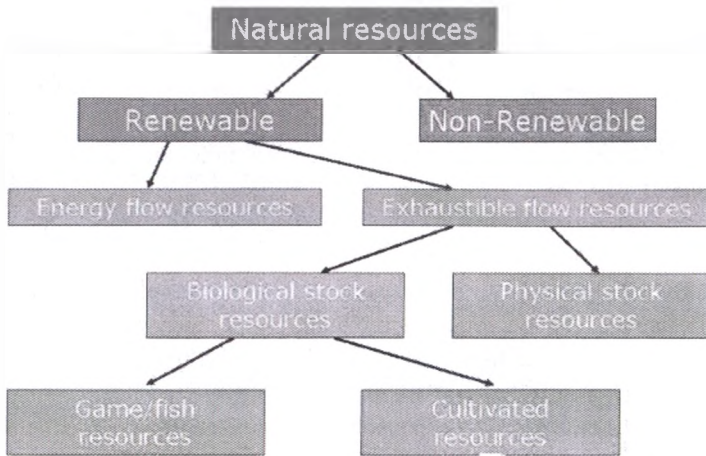 Natural resources
Renewable
Non-Renewable
Energy flow resources
Exhaustible flow resources
Biological stock
resources
Physical stock
resources
Game/fish
resources
Cultivated
resources